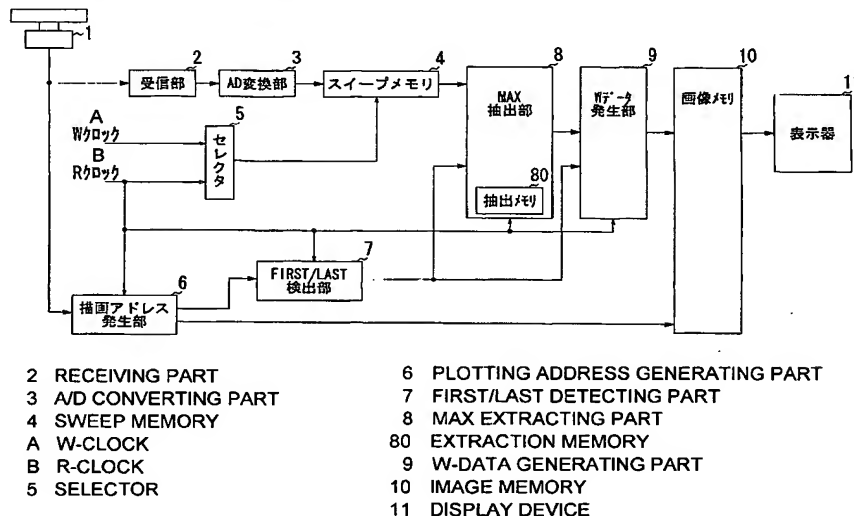 1
2
受信部
3
AD変換部
4
スイープメモリ
8
MAX
抽出部
80
抽出メモリ
9
Wデータ
発生部
10
画像メモリ
1
表示器
A
Wクロック
B
Rクロック
5
セレクタ
7
FIRST/LAST
検出部
6
描画アドレス
発生部
2 RECEIVING PART
3 A/D CONVERTING PART
4 SWEEP MEMORY
A W-CLOCK
B R-CLOCK
5 SELECTOR
6 PLOTTING ADDRESS GENERATING PART
7 FIRST/LAST DETECTING PART
8 MAX EXTRACTING PART
80 EXTRACTION MEMORY
9 W-DATA GENERATING PART
10 IMAGE MEMORY
11 DISPLAY DEVICE